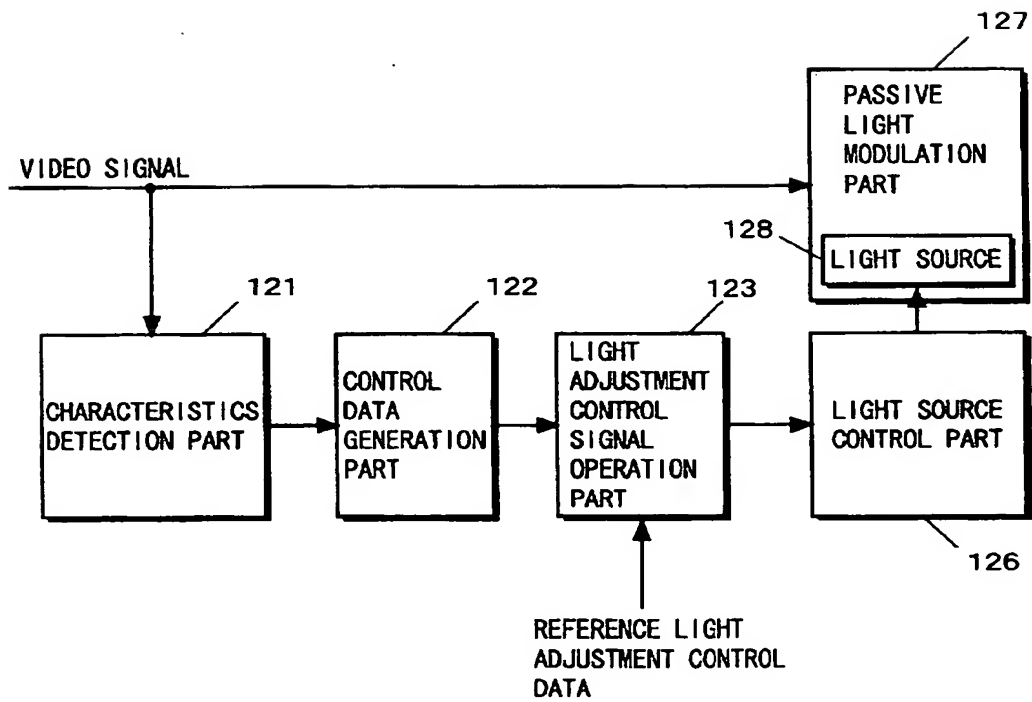 127
PASSIVE
LIGHT
MODULATION
PART
VIDEO SIGNAL
128
LIGHT SOURCE
121
122
123
CHARACTERISTICS
DETECTION PART
CONTROL
DATA
GENERATION
PART
LIGHT
ADJUSTMENT
CONTROL
SIGNAL
OPERATION
PART
LIGHT SOURCE
CONTROL PART
126
REFERENCE LIGHT
ADJUSTMENT CONTROL
DATA